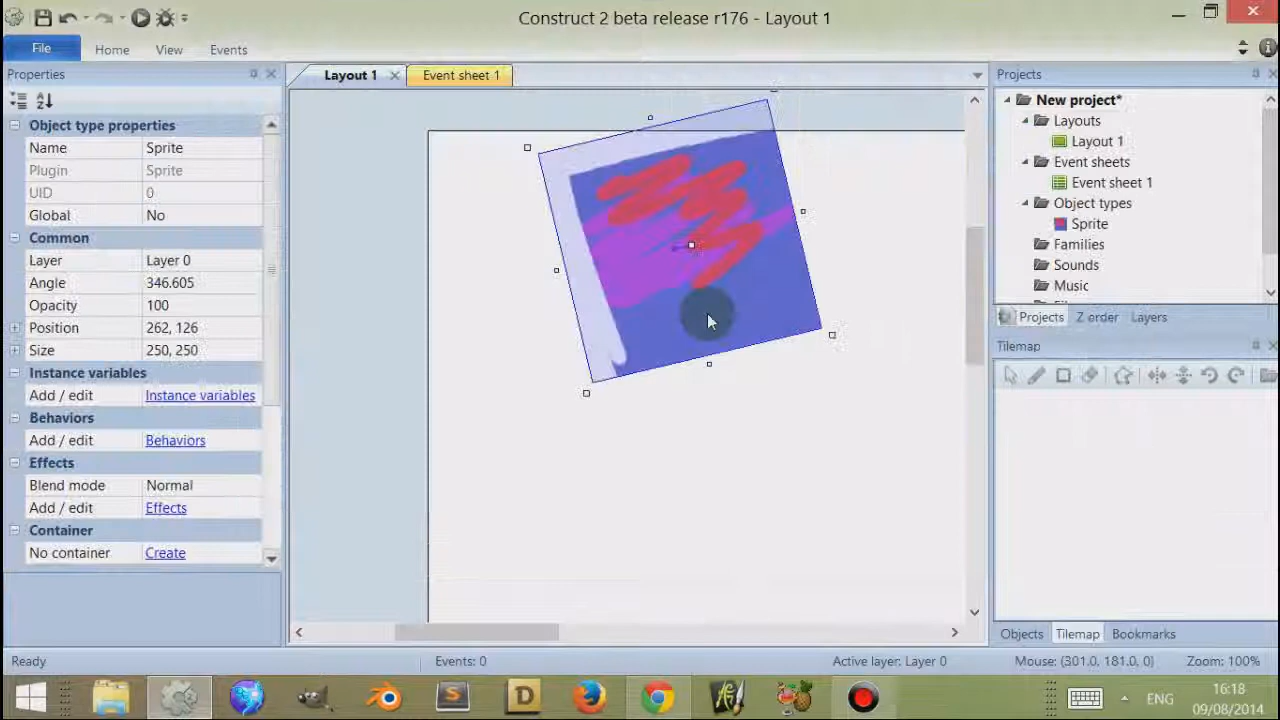 Construct 2 beta release r176 - Layout 1
File Home View Events
Properties
Layout 1
Event sheet 1
Projects
Object type properties
Name Sprite
Plugin Sprite
UID 0
Global No
Common
Layer Layer 0
Angle 346.605
Opacity 100
Position 262, 126
Size 250, 250
Instance variables
Add / edit Instance variables
Behaviors
Add / edit Behaviors
Effects
Blend mode Normal
Add / edit Effects
Container
No container Create
New project*
Layouts
Layout 1
Event sheets
Event sheet 1
Object types
Sprite
Families
Sounds
Music
Projects Z order Layers
Tilemap
Objects Tilemap Bookmarks
Ready Events: 0 Active layer: Layer 0 Mouse: (301.0, 181.0, 0) Zoom: 100%
ENG
16:18
09/08/2014